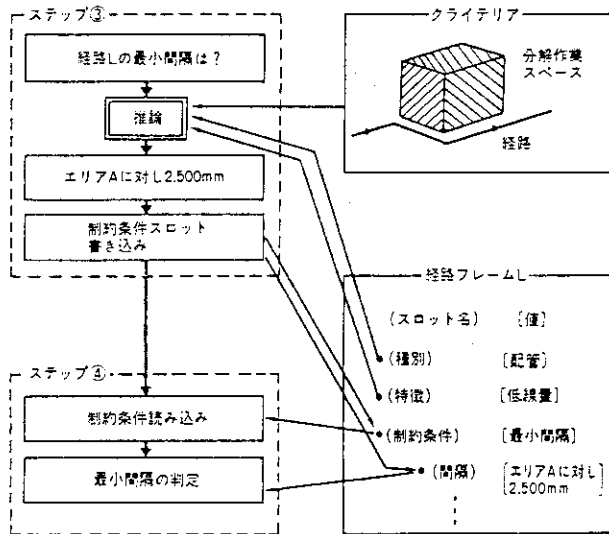 ステップ③
経路Lの最小間隔は?
推論
エリアAに対し2.500mm
制約条件スロット
書き込み
ステップ④
制約条件読み込み
最小間隔の判定
クライテリア
分解作業
スペース
経路
経路フレームL
(スロット名) [値]
(種別) [配管]
(特徴) [低線量]
(制約条件) [最小間隔]
(間隔) [エリアAに対し
2.500mm]